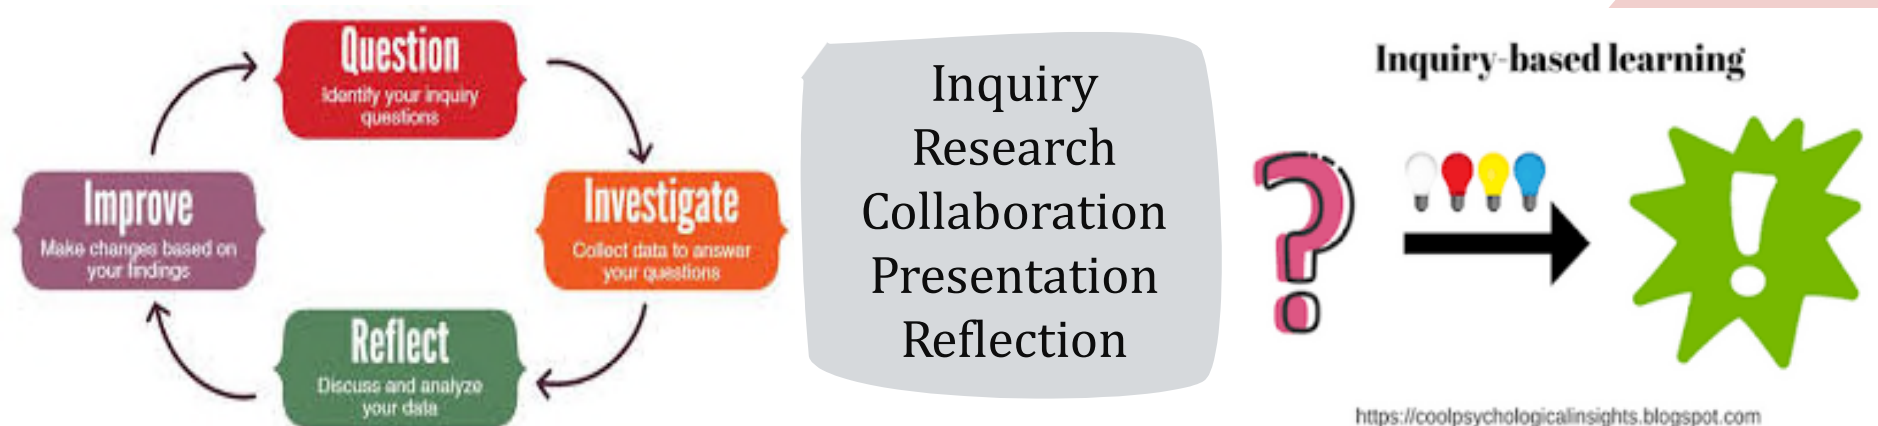 Question
Identify your inquiry
questions
Improve
Make changes based on
your findings
Investigate
Collect data to answer
your questions
Reflect
Discuss and analyze
your data
Inquiry
Research
Collaboration
Presentation
Reflection
Inquiry-based learning
?
!
https://coolpsychologicalinsights.blogspot.com